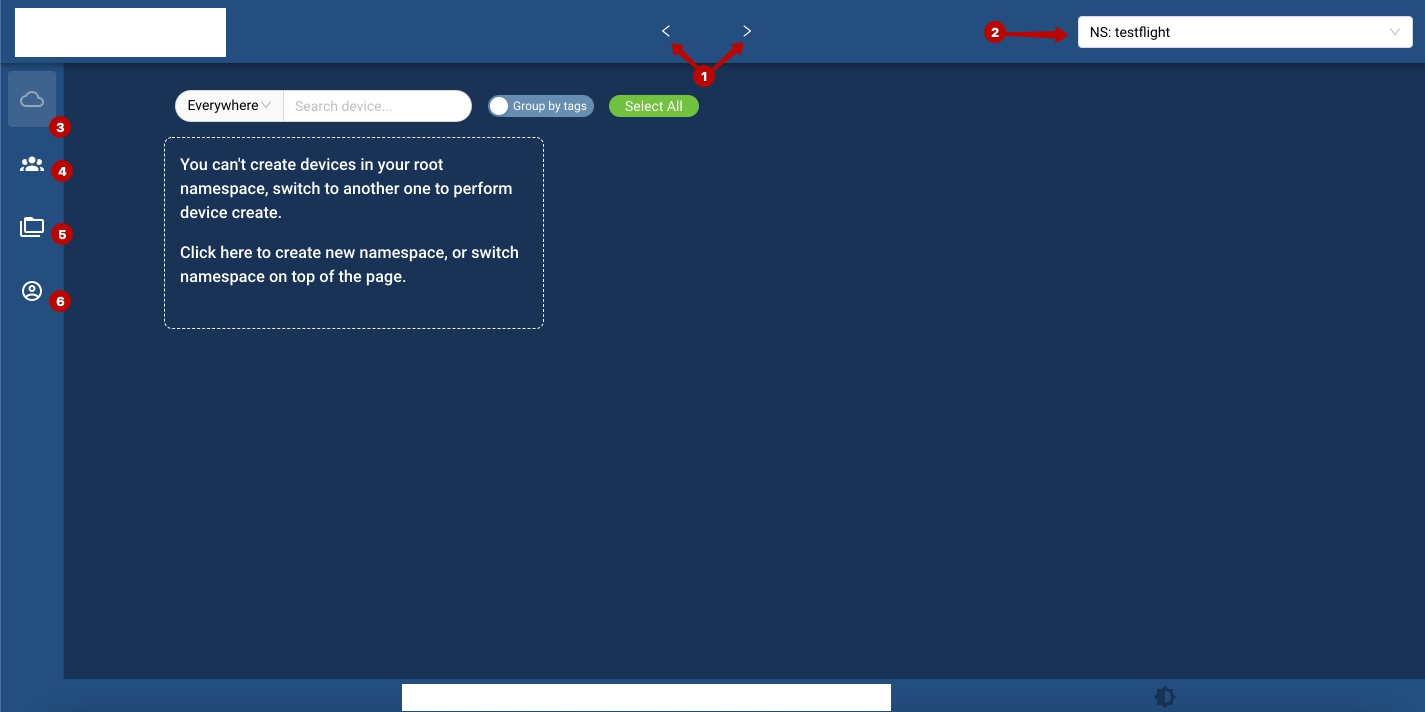 NS: testflight
2
1
Everywhere
Search device...
Group by tags
Select All
3
4
5
6
You can't create devices in your root
namespace, switch to another one to perform
device create.
Click here to create new namespace, or switch
namespace on top of the page.